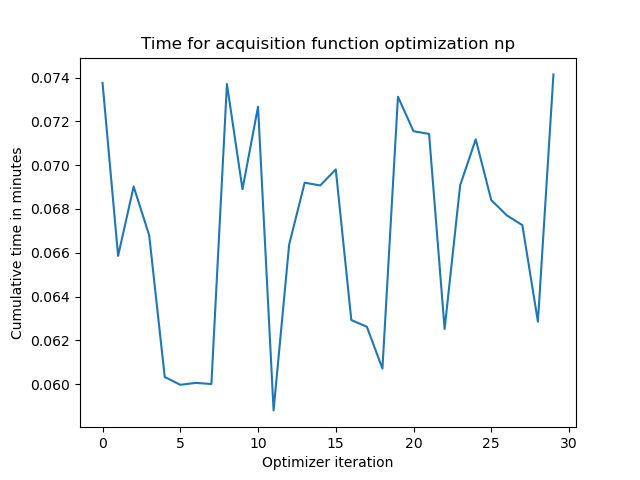 Time for acquisition function optimization np
Cumulative time in minutes
0.074
0.072
0.070
0.068
0.066
0.064
0.062
0.060
0 5 10 15 20 25 30
Optimizer iteration